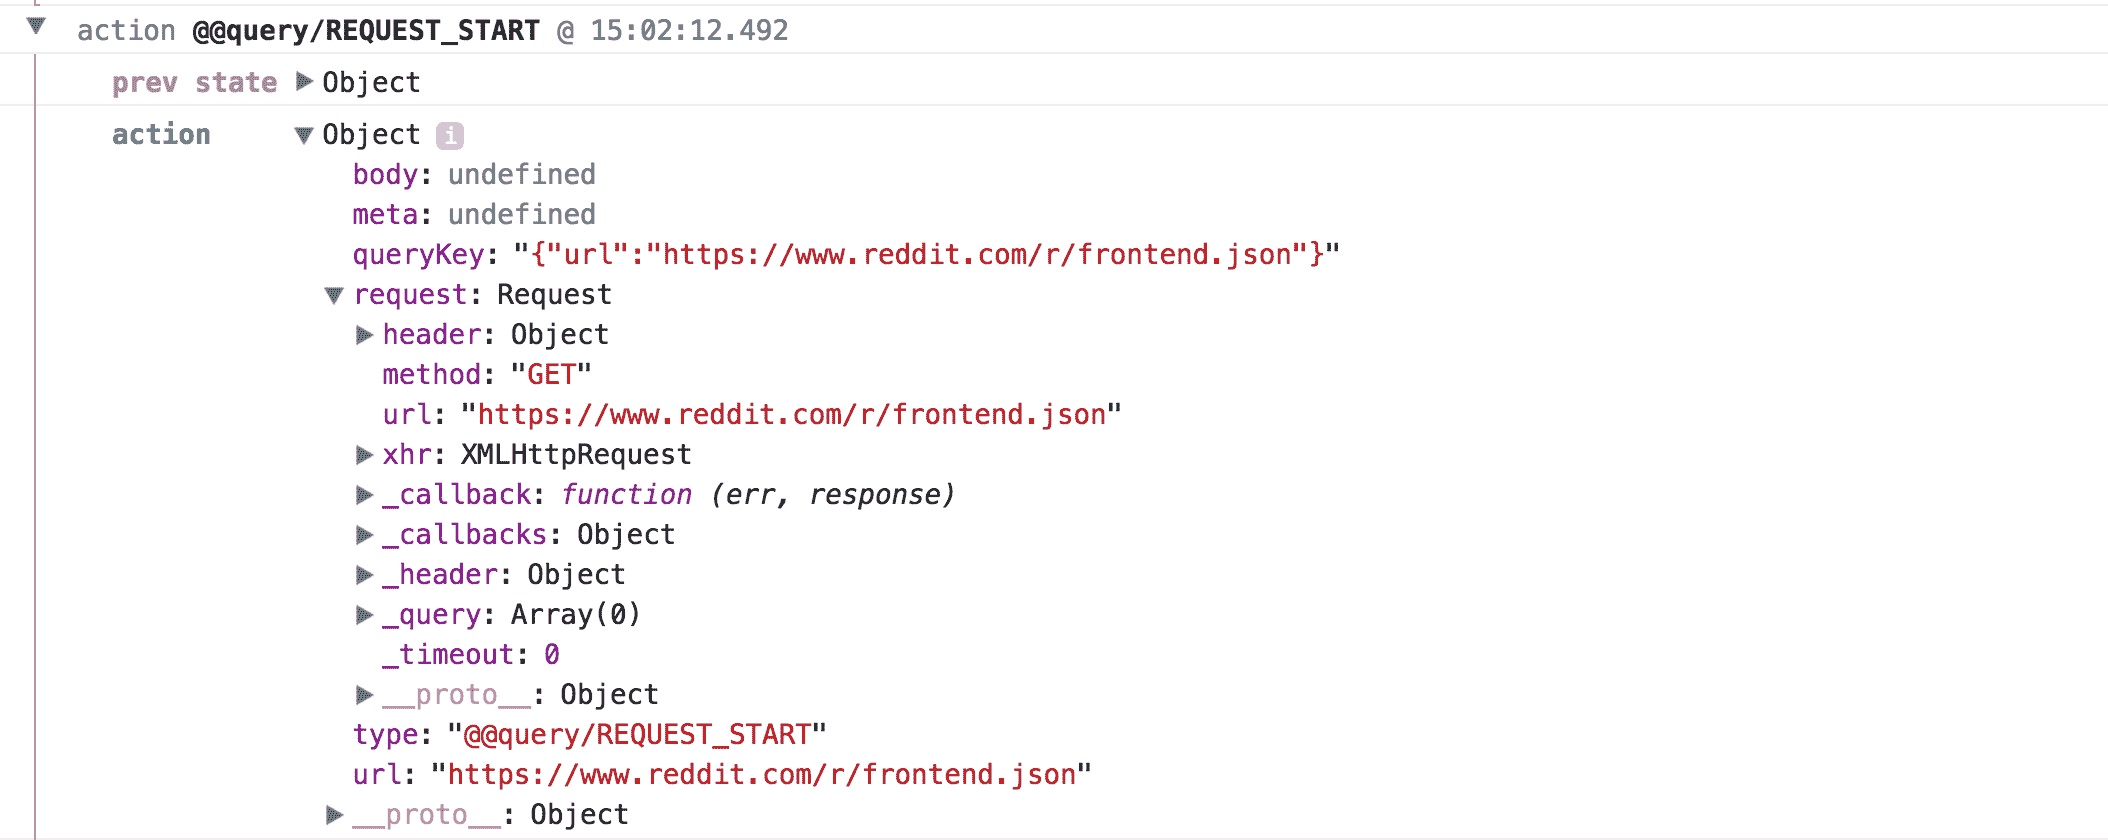 action @@query/REQUEST_START @ 15:02:12.492
prev state Object
action Object i
body: undefined
meta: undefined
queryKey: "{"url":"https://www.reddit.com/r/frontend.json"}"
request: Request
header: Object
method: "GET"
url: "https://www.reddit.com/r/frontend.json"
xhr: XMLHttpRequest
_callback: function (err, response)
_callbacks: Object
_header: Object
_query: Array(0)
_timeout: 0
__proto__: Object
type: "@@query/REQUEST_START"
url: "https://www.reddit.com/r/frontend.json"
__proto__: Object